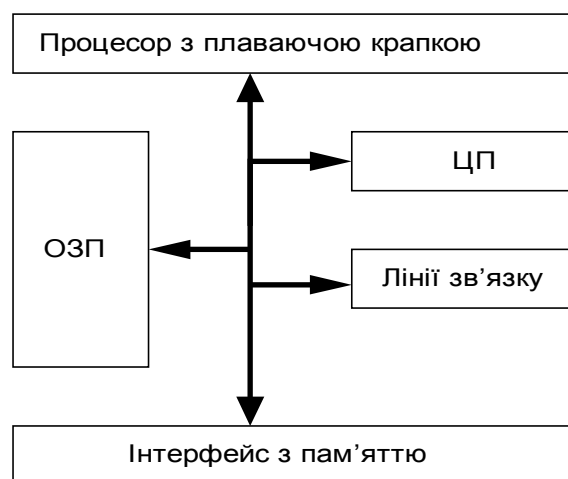 Процесор з плаваючою крапкою
ЦП
ОЗП
Лінії зв’язку
Інтерфейс з пам’яттю